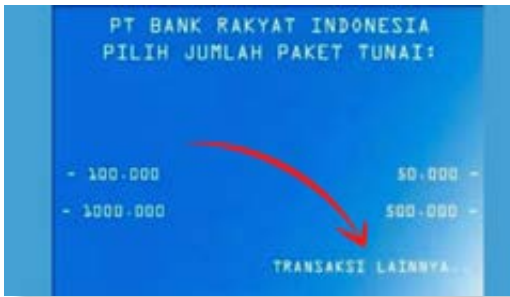 PT BANK RAKYAT INDONESIA
PILIH JUMLAH PAKET TUNAI:
- 100.000 50.000 -
- 1000.000 500.000 -
TRANSAKSI LAINNYA..